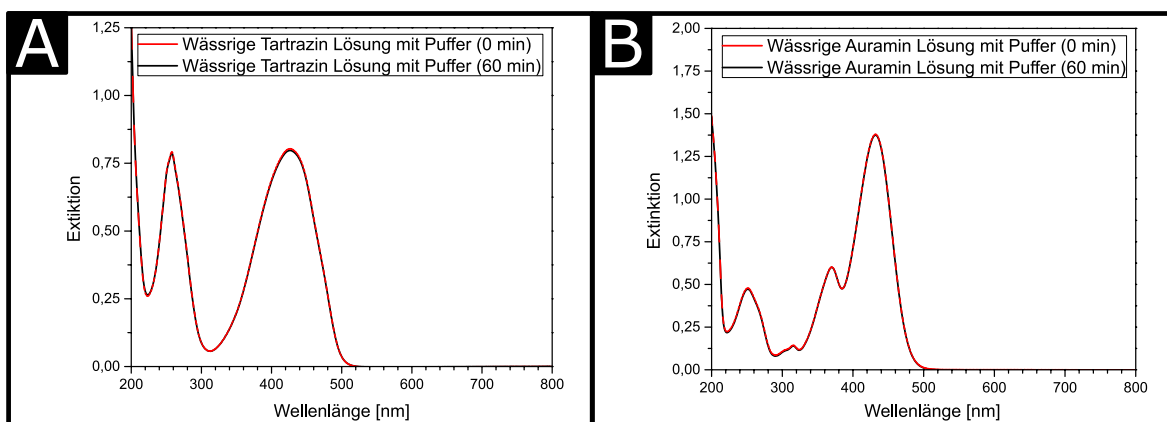 A
Wässrige Tartrazin Lösung mit Puffer (0 min)
Wässrige Tartrazin Lösung mit Puffer (60 min)
1,25
1,00
0,75
0,50
0,25
0,00
Extiktion
200 300 400 500 600 700 800
Wellenlänge [nm]
B
Wässrige Auramin Lösung mit Puffer (0 min)
Wässrige Auramin Lösung mit Puffer (60 min)
2,00
1,75
1,50
1,25
1,00
0,75
0,50
0,25
0,00
Extinktion
200 300 400 500 600 700 800
Wellenlänge [nm]